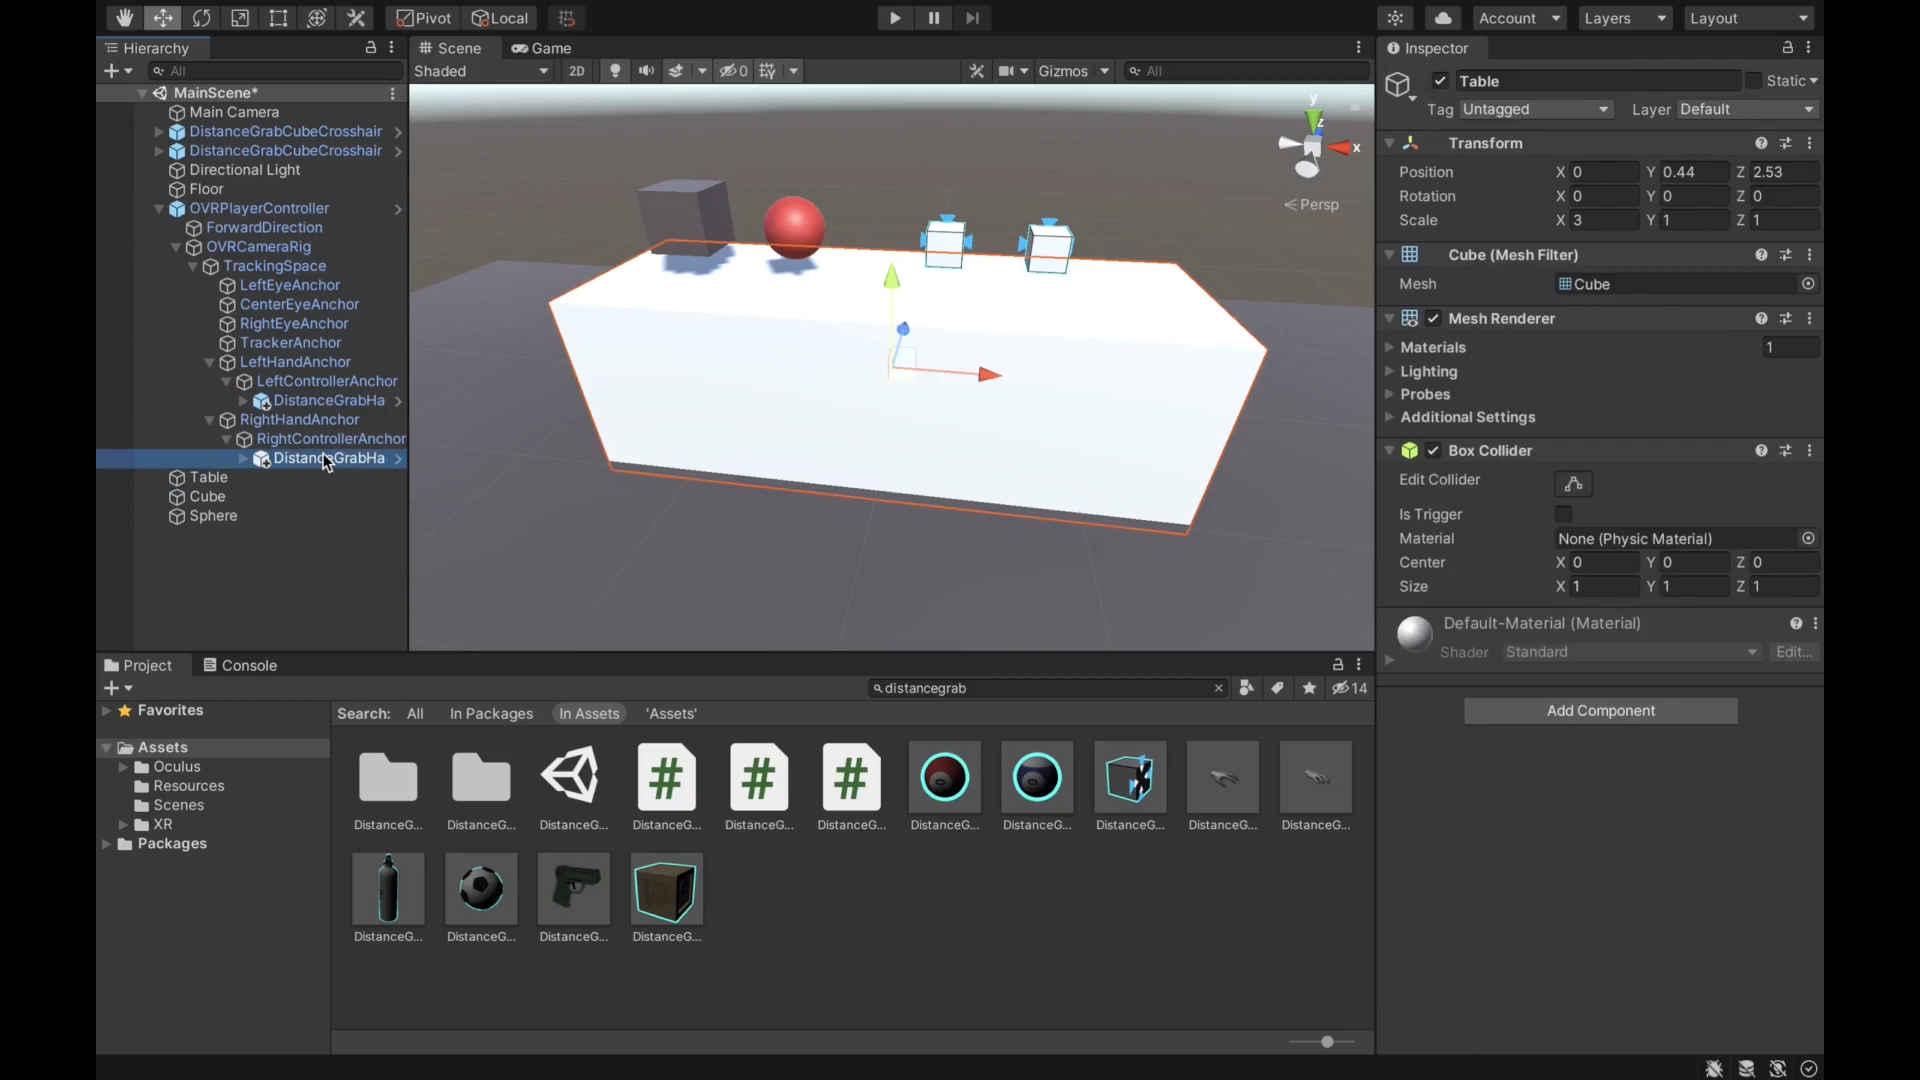 Pivot Local Account Layers Layout
Hierarchy Scene Game Inspector
All Shaded 2D 0 Gizmos All Table Static
MainScene*
Main Camera Tag Untagged Layer Default
DistanceGrabCubeCrosshair
DistanceGrabCubeCrosshair Transform
Directional Light Position X 0 Y 0.44 Z 2.53
Floor Rotation X 0 Y 0 Z 0
OVRPlayerController Scale X 3 Y 1 Z 1
ForwardDirection
OVRCameraRig Cube (Mesh Filter)
TrackingSpace Mesh Cube
LeftEyeAnchor
CenterEyeAnchor Mesh Renderer
RightEyeAnchor Materials 1
TrackerAnchor Lighting
LeftHandAnchor Probes
LeftControllerAnchor Additional Settings
DistanceGrabHa
RightHandAnchor Box Collider
RightControllerAnchor Edit Collider
DistanceGrabHa Is Trigger
Table Material None (Physic Material)
Cube Center X 0 Y 0 Z 0
Sphere Size X 1 Y 1 Z 1
y z x
Persp
Default-Material (Material)
Shader Standard Edit...
Add Component
Project Console
distancegrab 14
Favorites Search: All In Packages In Assets 'Assets'
Assets
Oculus
Resources
Scenes
XR
Packages
DistanceG... DistanceG... DistanceG... DistanceG... DistanceG... DistanceG... DistanceG... DistanceG... DistanceG... DistanceG... DistanceG...
DistanceG... DistanceG... DistanceG... DistanceG...